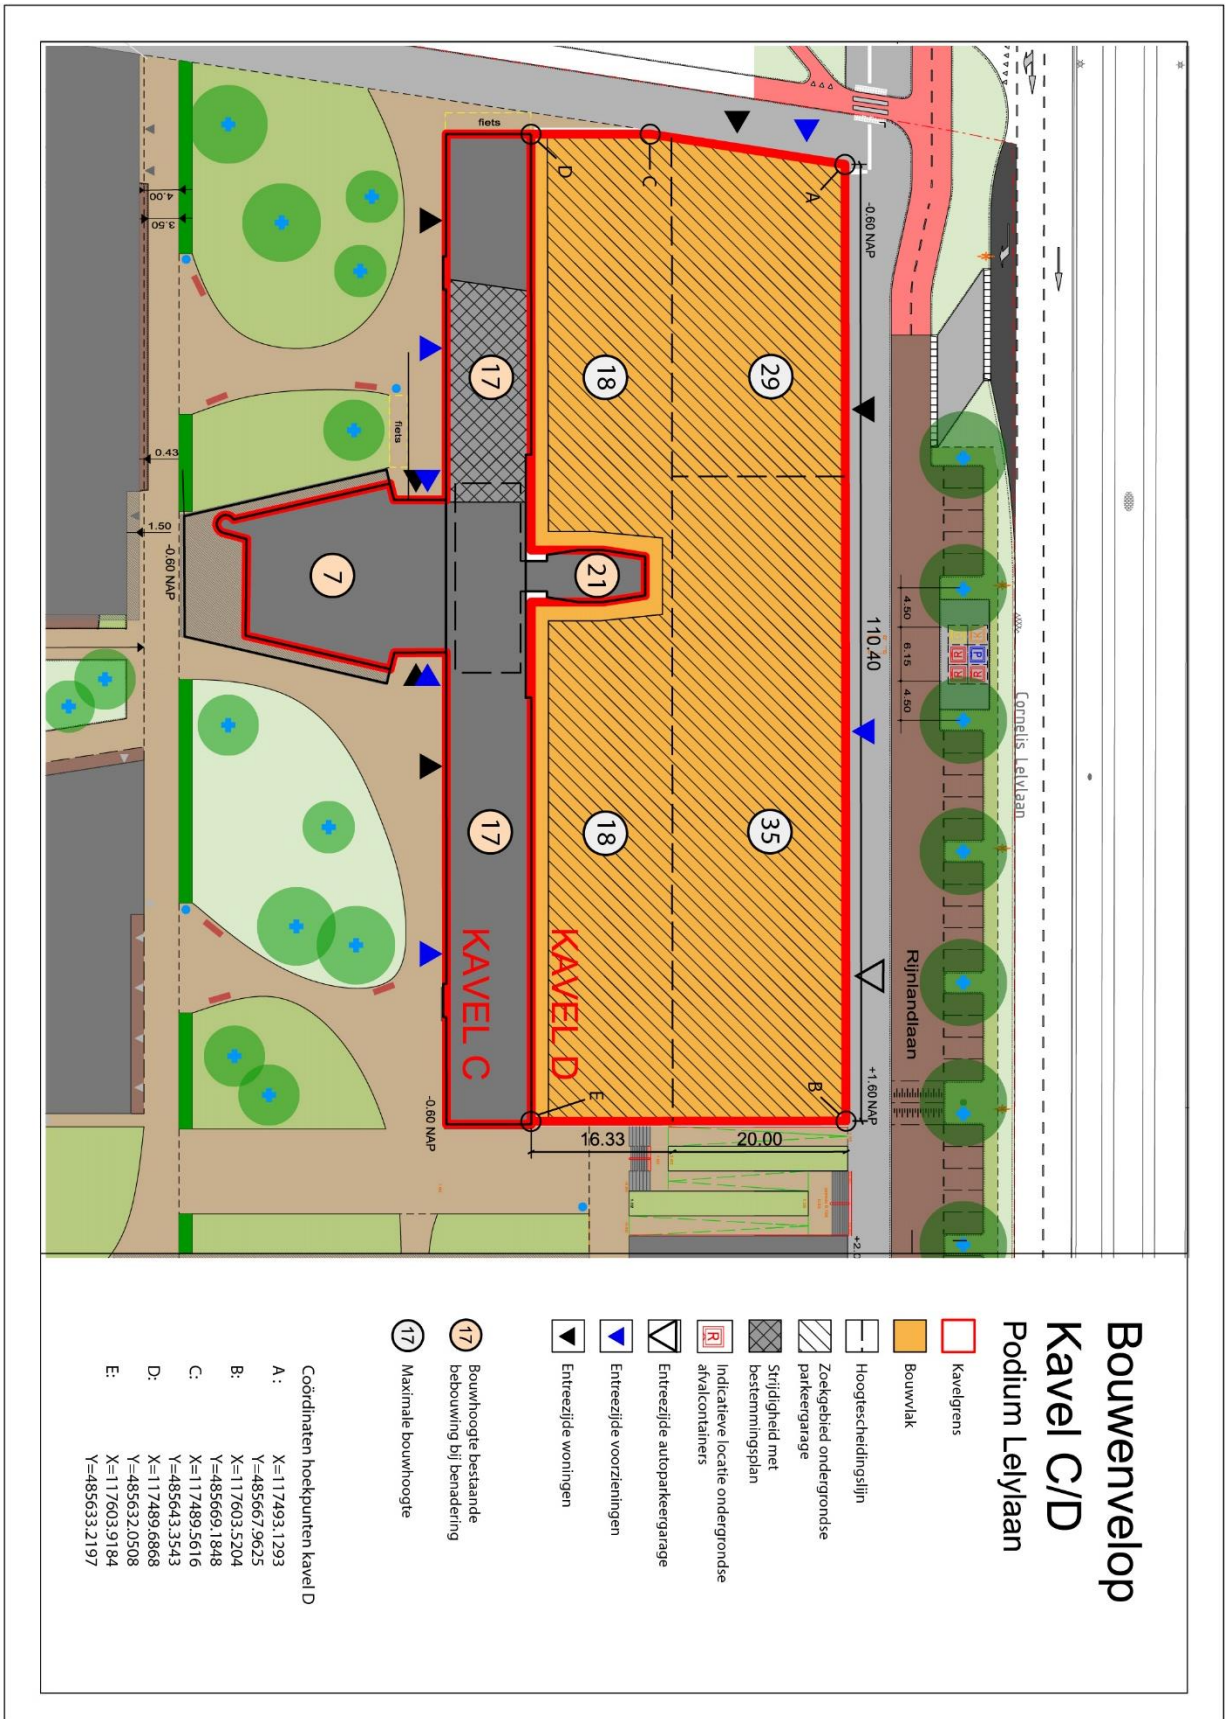 Bouwenvelop
Kavel C/D
Podium Lelylaan
Kavelgrens
Bouwvlak
Hoogtescheidingslijn
Zoekgebied ondergrondse
parkeergarage
Strijdigheid met
bestemmingsplan
R
Indicatieve locatie ondergrondse
afvalcontainers
Entreezijde autoparkeergarage
Entreezijde voorzieningen
Entreezijde woningen
17
Bouwhoogte bestaande
bebouwing bij benadering
17
Maximale bouwhoogte
Coördinaten hoekpunten kavel D
A : X=117493.1293
Y=485667.9625
B: X=117603.5204
Y=485669.1848
C: X=117489.5616
Y=485643.3543
D: X=117489.6868
Y=485632.0508
E: X=117603.9184
Y=485633.2197
Cornelis Lelylaan
Rijnlandlaan
4.50
6.15
4.50
R
P
R
R
R
-0.60 NAP
110.40
+1.60 NAP
A
B
C
D
E
29
35
18
18
21
17
17
7
KAVEL D
KAVEL C
20.00
16.33
fiets
fiets
-0.60 NAP
-0.60 NAP
4.00
3.50
0.43
1.50